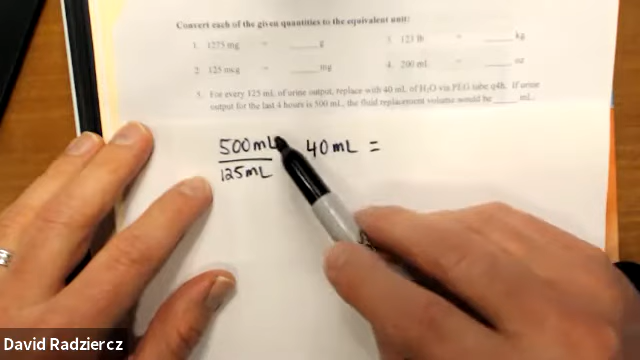 Convert each of the given quantities to the equivalent unit:
1. 1275 mg = _____ g 3. 123 lb = _____ kg
2. 125 mcg = _____ mg 4. 200 mL = _____ oz
5. For every 125 mL of urine output, replace with 40 mL of H₂O via PEG tube q4h. If urine
output for the last 4 hours is 500 mL, the fluid replacement volume would be _____ mL.
500mL 40mL =
125mL
David Radziercz